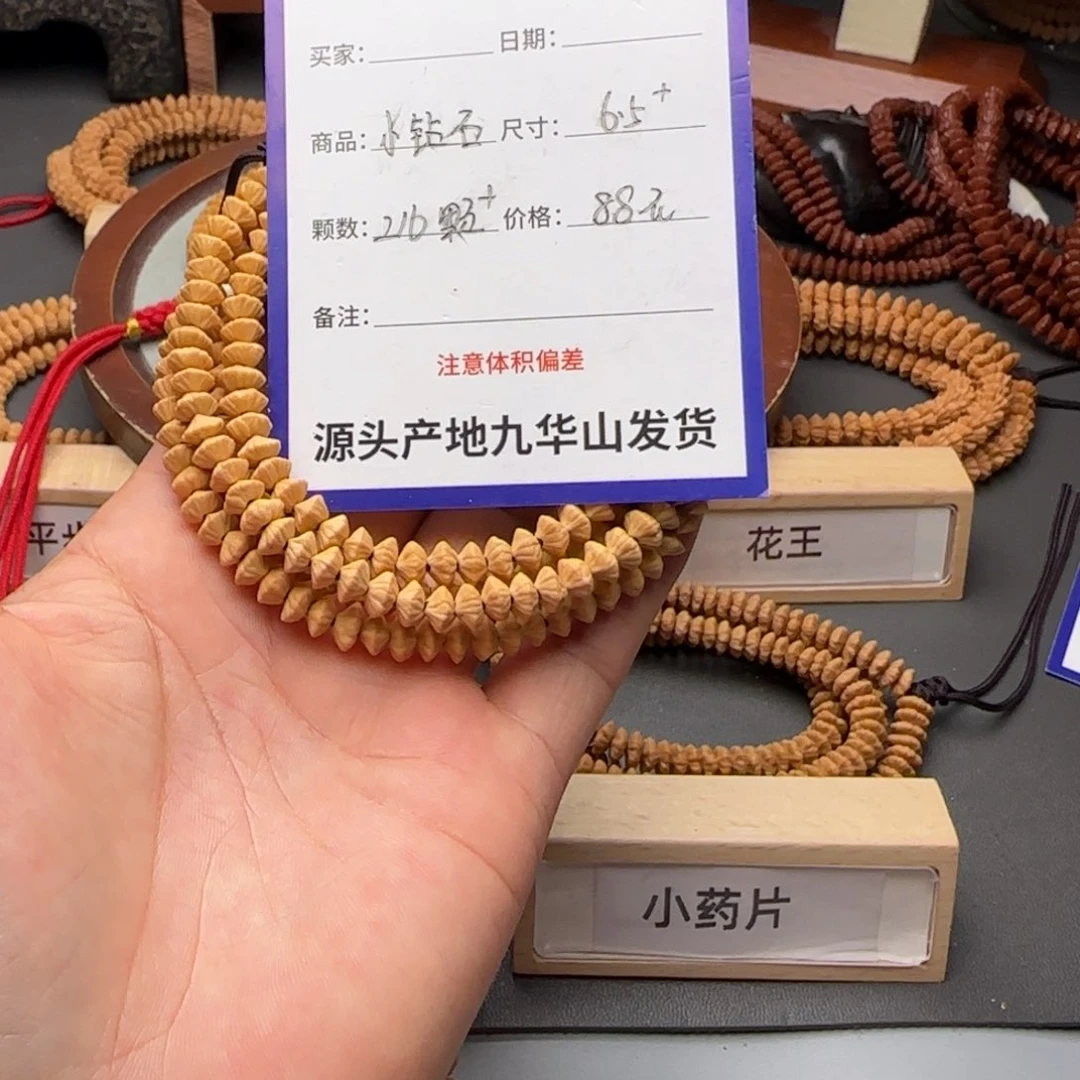 买家： 日期：
商品：小钻石 尺寸：6.5+
颗数：216颗+ 价格：88元
备注：
注意体积偏差
源头产地九华山发货
花王
小药片